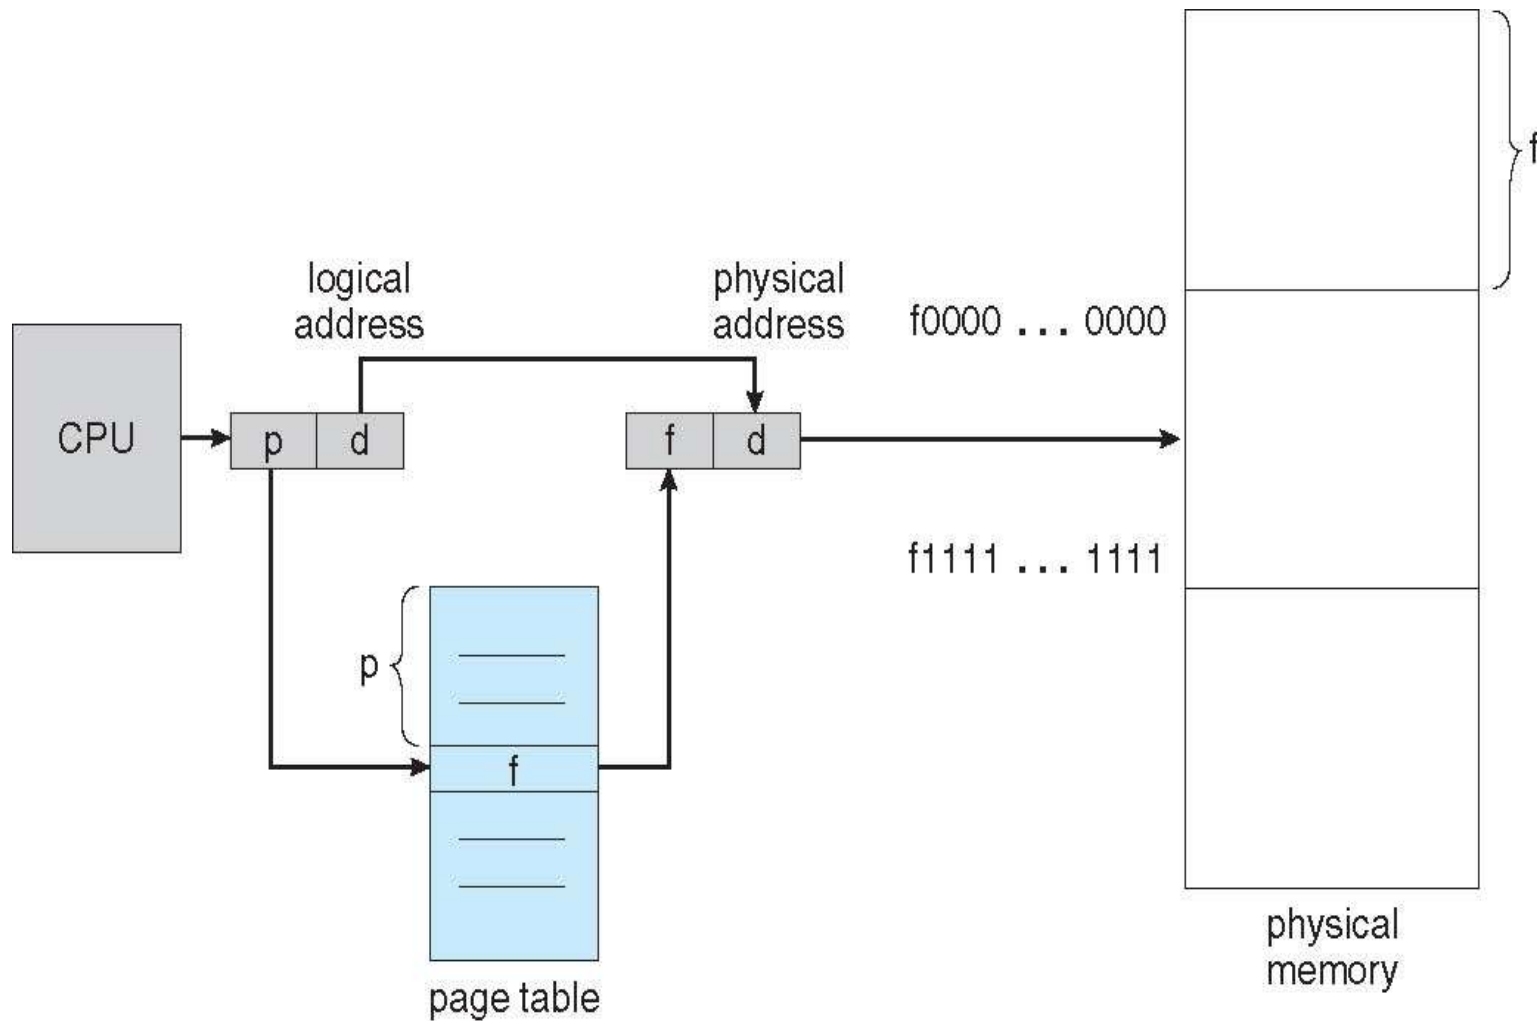 f
logical
address
physical
address
f0000 ... 0000
CPU
p d
f d
f1111 ... 1111
p
f
physical
memory
page table